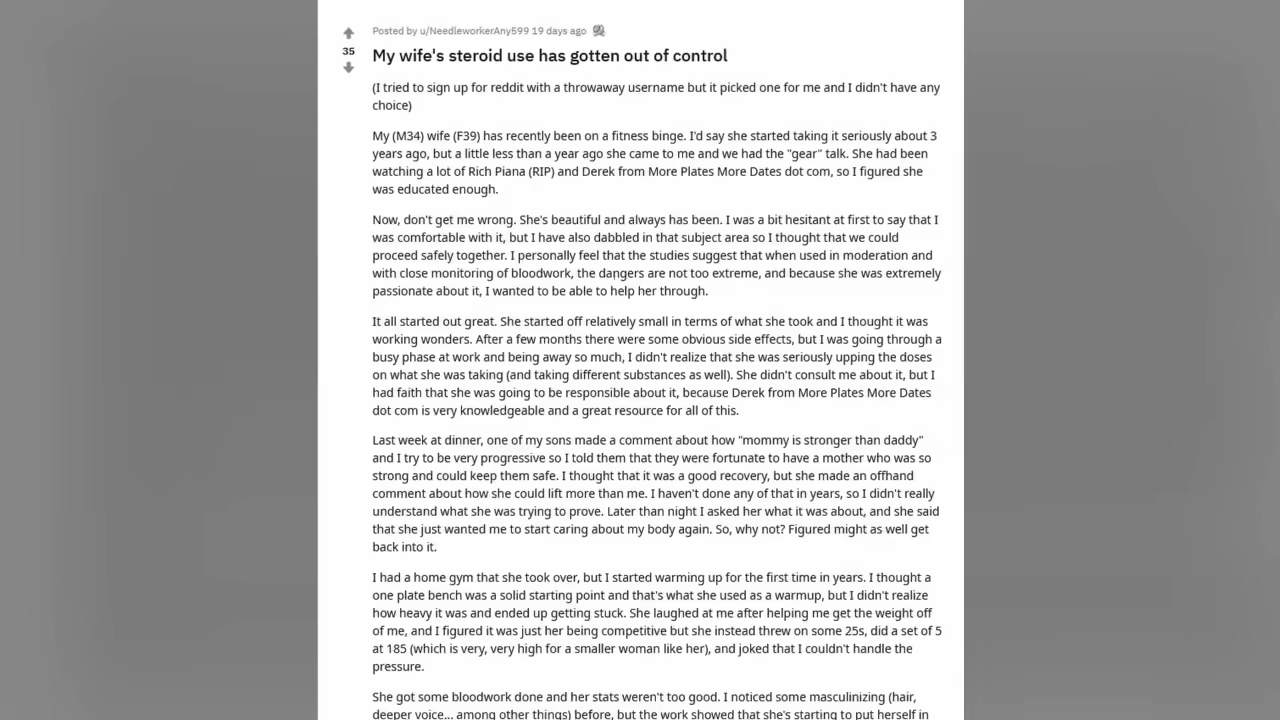 Posted by u/NeedleworkerAny599 19 days ago
35
My wife's steroid use has gotten out of control
(I tried to sign up for reddit with a throwaway username but it picked one for me and I didn't have any
choice)
My (M34) wife (F39) has recently been on a fitness binge. I'd say she started taking it seriously about 3
years ago, but a little less than a year ago she came to me and we had the "gear" talk. She had been
watching a lot of Rich Piana (RIP) and Derek from More Plates More Dates dot com, so I figured she
was educated enough.
Now, don't get me wrong. She's beautiful and always has been. I was a bit hesitant at first to say that I
was comfortable with it, but I have also dabbled in that subject area so I thought that we could
proceed safely together. I personally feel that the studies suggest that when used in moderation and
with close monitoring of bloodwork, the dangers are not too extreme, and because she was extremely
passionate about it, I wanted to be able to help her through.
It all started out great. She started off relatively small in terms of what she took and I thought it was
working wonders. After a few months there were some obvious side effects, but I was going through a
busy phase at work and being away so much, I didn't realize that she was seriously upping the doses
on what she was taking (and taking different substances as well). She didn't consult me about it, but I
had faith that she was going to be responsible about it, because Derek from More Plates More Dates
dot com is very knowledgeable and a great resource for all of this.
Last week at dinner, one of my sons made a comment about how "mommy is stronger than daddy"
and I try to be very progressive so I told them that they were fortunate to have a mother who was so
strong and could keep them safe. I thought that it was a good recovery, but she made an offhand
comment about how she could lift more than me. I haven't done any of that in years, so I didn't really
understand what she was trying to prove. Later than night I asked her what it was about, and she said
that she just wanted me to start caring about my body again. So, why not? Figured might as well get
back into it.
I had a home gym that she took over, but I started warming up for the first time in years. I thought a
one plate bench was a solid starting point and that's what she used as a warmup, but I didn't realize
how heavy it was and ended up getting stuck. She laughed at me after helping me get the weight off
of me, and I figured it was just her being competitive but she instead threw on some 25s, did a set of 5
at 185 (which is very, very high for a smaller woman like her), and joked that I couldn't handle the
pressure.
She got some bloodwork done and her stats weren't too good. I noticed some masculinizing (hair,
deeper voice... among other things) before, but the work showed that she's starting to put herself in